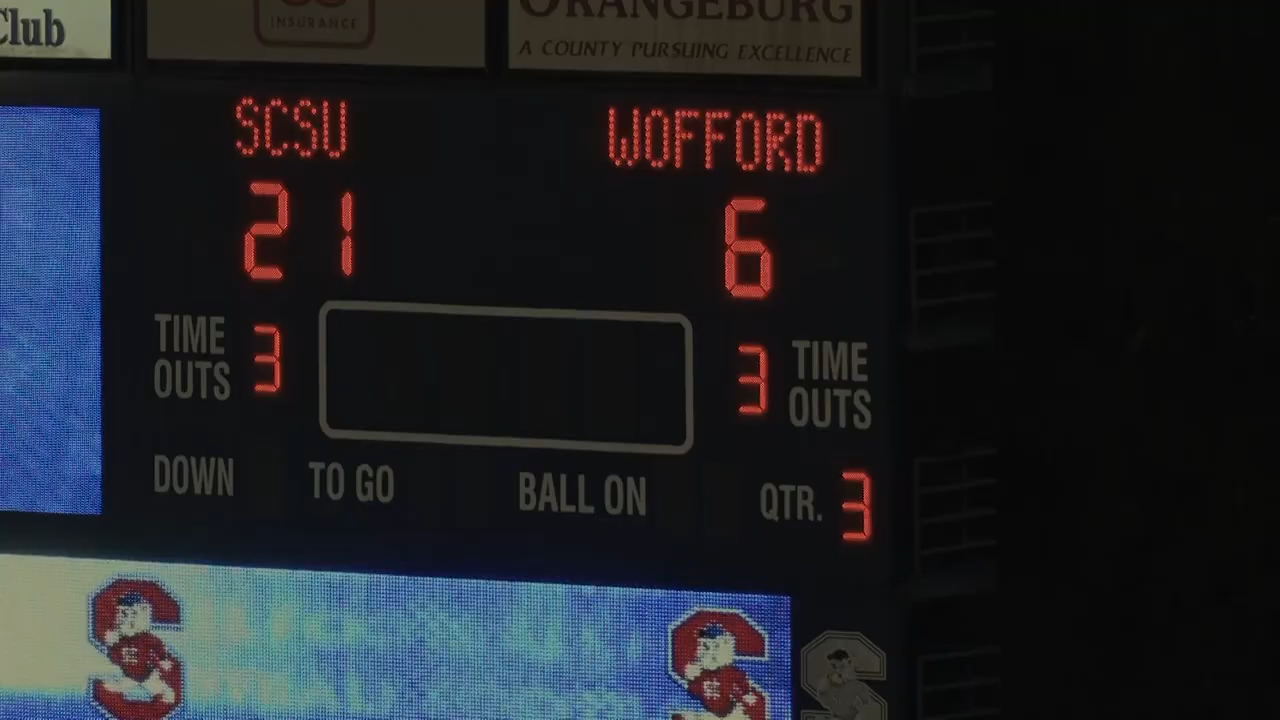 Club
INSURANCE
ORANGEBURG
A COUNTY PURSUING EXCELLENCE
SCSU
WOFFORD
21
6
TIME
OUTS
3
3
TIME
OUTS
DOWN
TO GO
BALL ON
QTR.
3